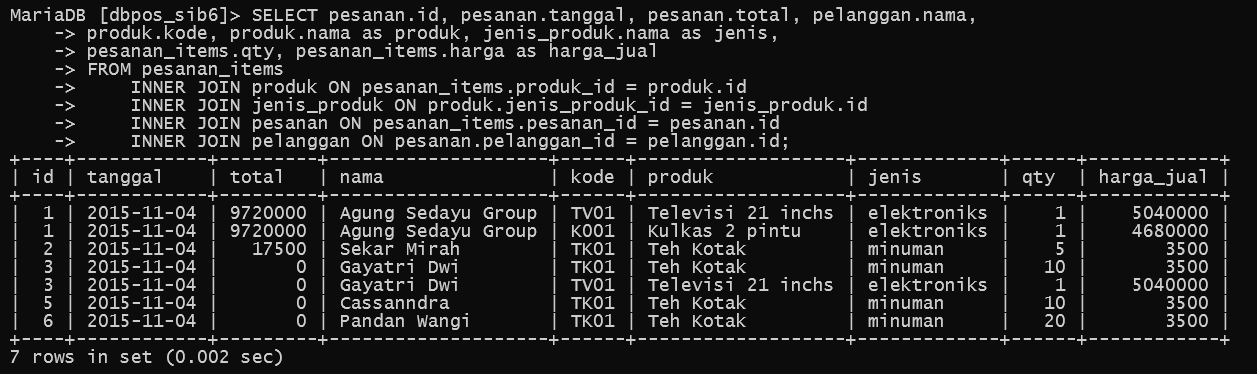 MariaDB [dbpos_sib6]> SELECT pesanan.id, pesanan.tanggal, pesanan.total, pelanggan.nama,
    -> produk.kode, produk.nama as produk, jenis_produk.nama as jenis,
    -> pesanan_items.qty, pesanan_items.harga as harga_jual
    -> FROM pesanan_items
    ->     INNER JOIN produk ON pesanan_items.produk_id = produk.id
    ->     INNER JOIN jenis_produk ON produk.jenis_produk_id = jenis_produk.id
    ->     INNER JOIN pesanan ON pesanan_items.pesanan_id = pesanan.id
    ->     INNER JOIN pelanggan ON pesanan.pelanggan_id = pelanggan.id;
+----+------------+---------+--------------------+------+-------------------+-------------+------+------------+
| id | tanggal    | total   | nama               | kode | produk            | jenis       | qty  | harga_jual |
+----+------------+---------+--------------------+------+-------------------+-------------+------+------------+
|  1 | 2015-11-04 | 9720000 | Agung Sedayu Group | TV01 | Televisi 21 inchs | elektroniks |    1 |    5040000 |
|  1 | 2015-11-04 | 9720000 | Agung Sedayu Group | K001 | Kulkas 2 pintu    | elektroniks |    1 |    4680000 |
|  2 | 2015-11-04 |   17500 | Sekar Mirah        | TK01 | Teh Kotak         | minuman     |    5 |       3500 |
|  3 | 2015-11-04 |       0 | Gayatri Dwi        | TK01 | Teh Kotak         | minuman     |   10 |       3500 |
|  3 | 2015-11-04 |       0 | Gayatri Dwi        | TV01 | Televisi 21 inchs | elektroniks |    1 |    5040000 |
|  5 | 2015-11-04 |       0 | Cassanndra         | TK01 | Teh Kotak         | minuman     |   10 |       3500 |
|  6 | 2015-11-04 |       0 | Pandan Wangi       | TK01 | Teh Kotak         | minuman     |   20 |       3500 |
+----+------------+---------+--------------------+------+-------------------+-------------+------+------------+
7 rows in set (0.002 sec)